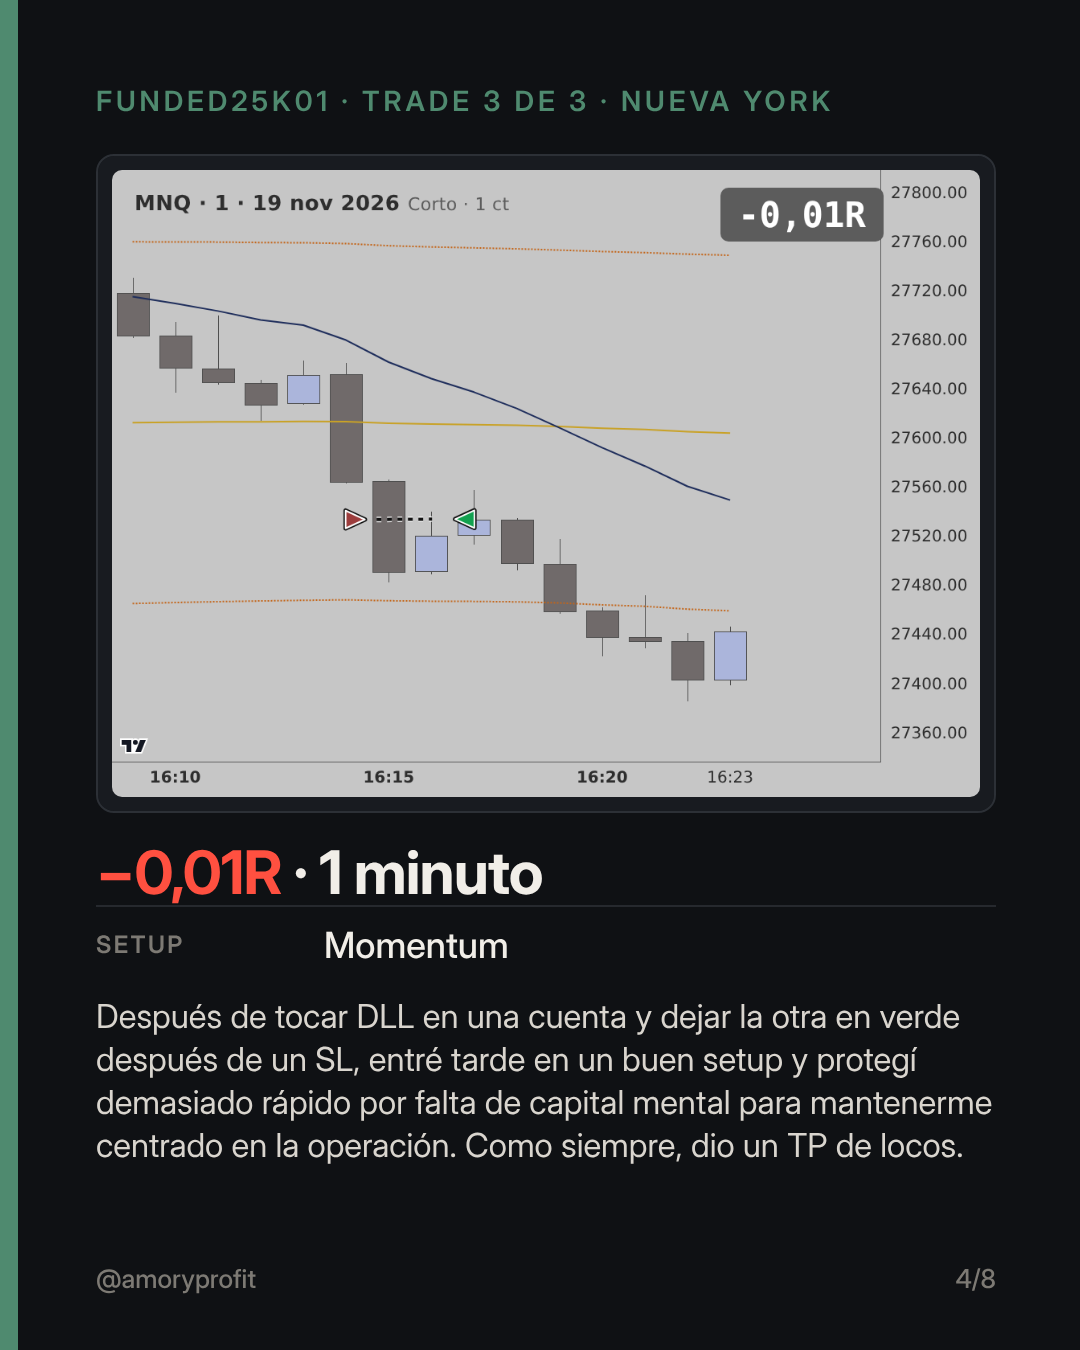 FUNDED25K01 · TRADE 3 DE 3 · NUEVA YORK
MNQ · 1 · 19 nov 2026 Corto · 1 ct
-0,01R
27800.00
27760.00
27720.00
27680.00
27640.00
27600.00
27560.00
27520.00
27480.00
27440.00
27400.00
27360.00
16:10 16:15 16:20 16:23
−0,01R · 1 minuto
SETUP Momentum
Después de tocar DLL en una cuenta y dejar la otra en verde
después de un SL, entré tarde en un buen setup y protegí
demasiado rápido por falta de capital mental para mantenerme
centrado en la operación. Como siempre, dio un TP de locos.
@amoryprofit 4/8